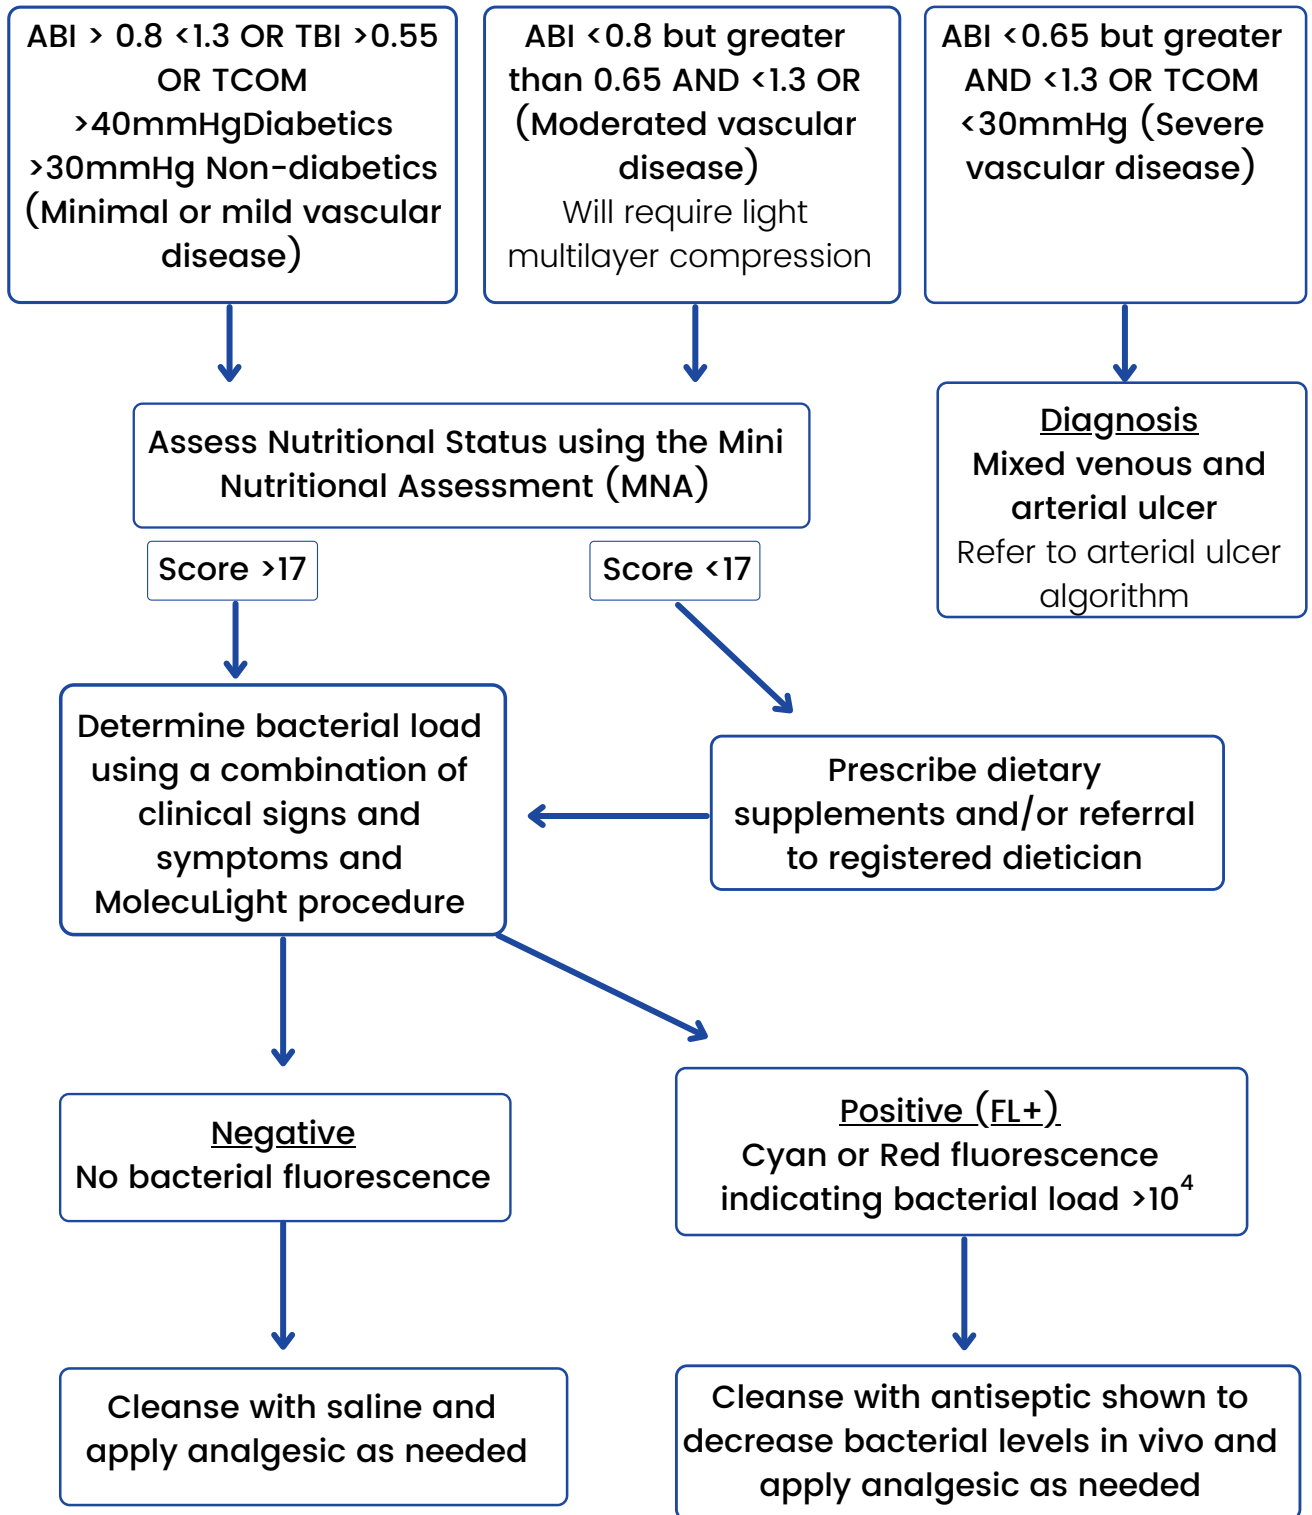 ABI > 0.8 <1.3 OR TBI >0.55
OR TCOM
>40mmHgDiabetics
>30mmHg Non-diabetics
(Minimal or mild vascular
disease)
ABI <0.8 but greater
than 0.65 AND <1.3 OR
(Moderated vascular
disease)
Will require light
multilayer compression
ABI <0.65 but greater
AND <1.3 OR TCOM
<30mmHg (Severe
vascular disease)
Assess Nutritional Status using the Mini
Nutritional Assessment (MNA)
Diagnosis
Mixed venous and
arterial ulcer
Refer to arterial ulcer
algorithm
Score >17
Score <17
Determine bacterial load
using a combination of
clinical signs and
symptoms and
MolecuLight procedure
Prescribe dietary
supplements and/or referral
to registered dietician
Negative
No bacterial fluorescence
Positive (FL+)
Cyan or Red fluorescence
indicating bacterial load >10⁴
Cleanse with saline and
apply analgesic as needed
Cleanse with antiseptic shown to
decrease bacterial levels in vivo and
apply analgesic as needed